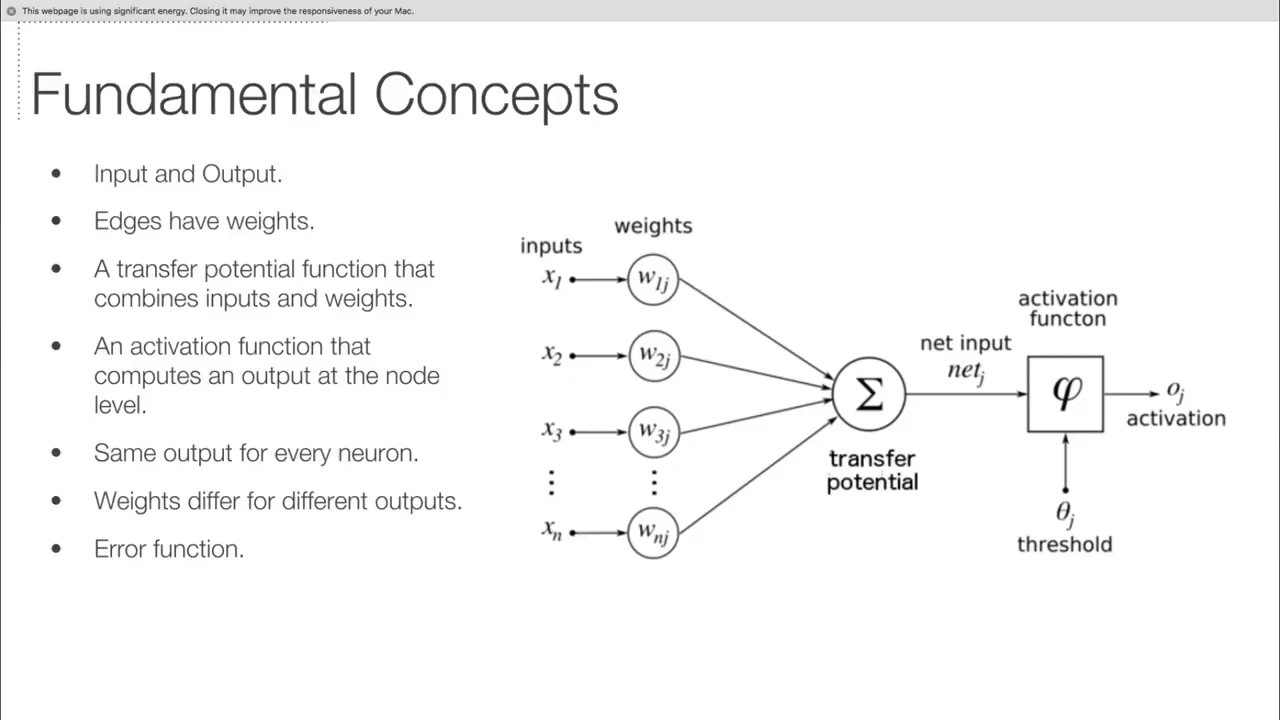 This webpage is using significant energy. Closing it may improve the responsiveness of your Mac.
Fundamental Concepts
• Input and Output.
• Edges have weights.
• A transfer potential function that
combines inputs and weights.
• An activation function that
computes an output at the node
level.
• Same output for every neuron.
• Weights differ for different outputs.
• Error function.
weights
inputs
x₁ w₁ⱼ
x₂ w₂ⱼ
x₃ w₃ⱼ
⋮ ⋮
xₙ wₙⱼ
Σ
transfer
potential
net input
netⱼ
activation
functon
φ
oⱼ
activation
θⱼ
threshold